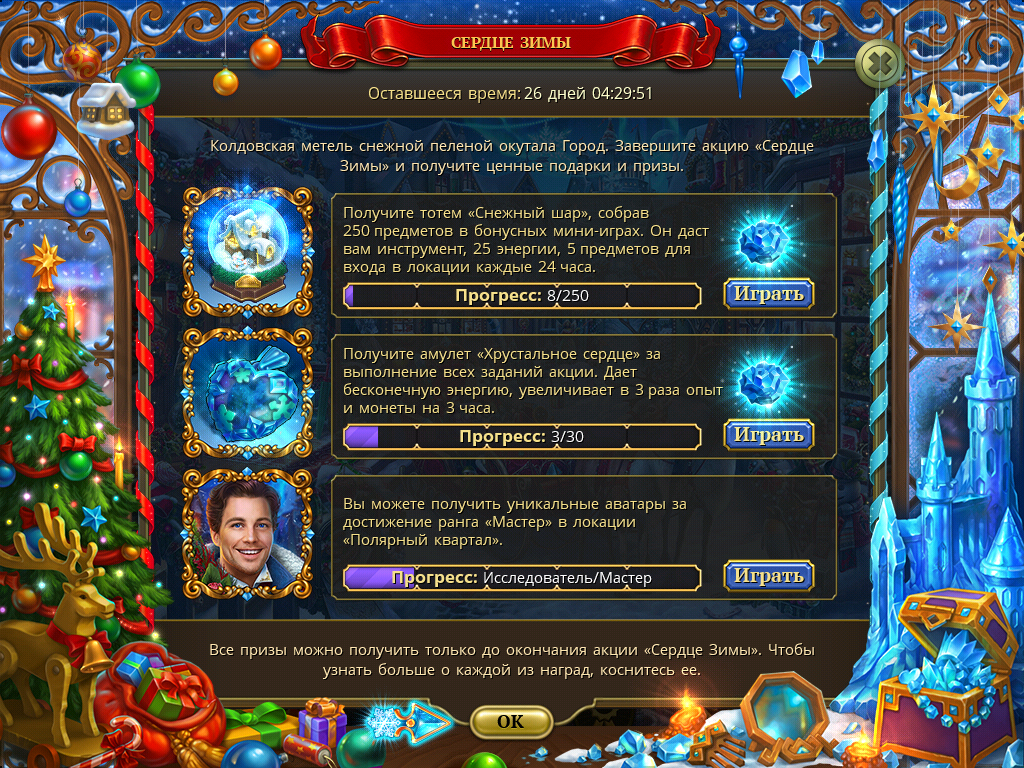 СЕРДЦЕ ЗИМЫ
Оставшееся время: 26 дней 04:29:51
Колдовская метель снежной пеленой окутала Город. Завершите акцию «Сердце
Зимы» и получите ценные подарки и призы.
Получите тотем «Снежный шар», собрав
250 предметов в бонусных мини-играх. Он даст
вам инструмент, 25 энергии, 5 предметов для
входа в локации каждые 24 часа.
Прогресс: 8/250
Играть
Получите амулет «Хрустальное сердце» за
выполнение всех заданий акции. Дает
бесконечную энергию, увеличивает в 3 раза опыт
и монеты на 3 часа.
Прогресс: 3/30
Играть
Вы можете получить уникальные аватары за
достижение ранга «Мастер» в локации
«Полярный квартал».
Прогресс: Исследователь/Мастер
Играть
Все призы можно получить только до окончания акции «Сердце Зимы». Чтобы
узнать больше о каждой из наград, коснитесь ее.
OK